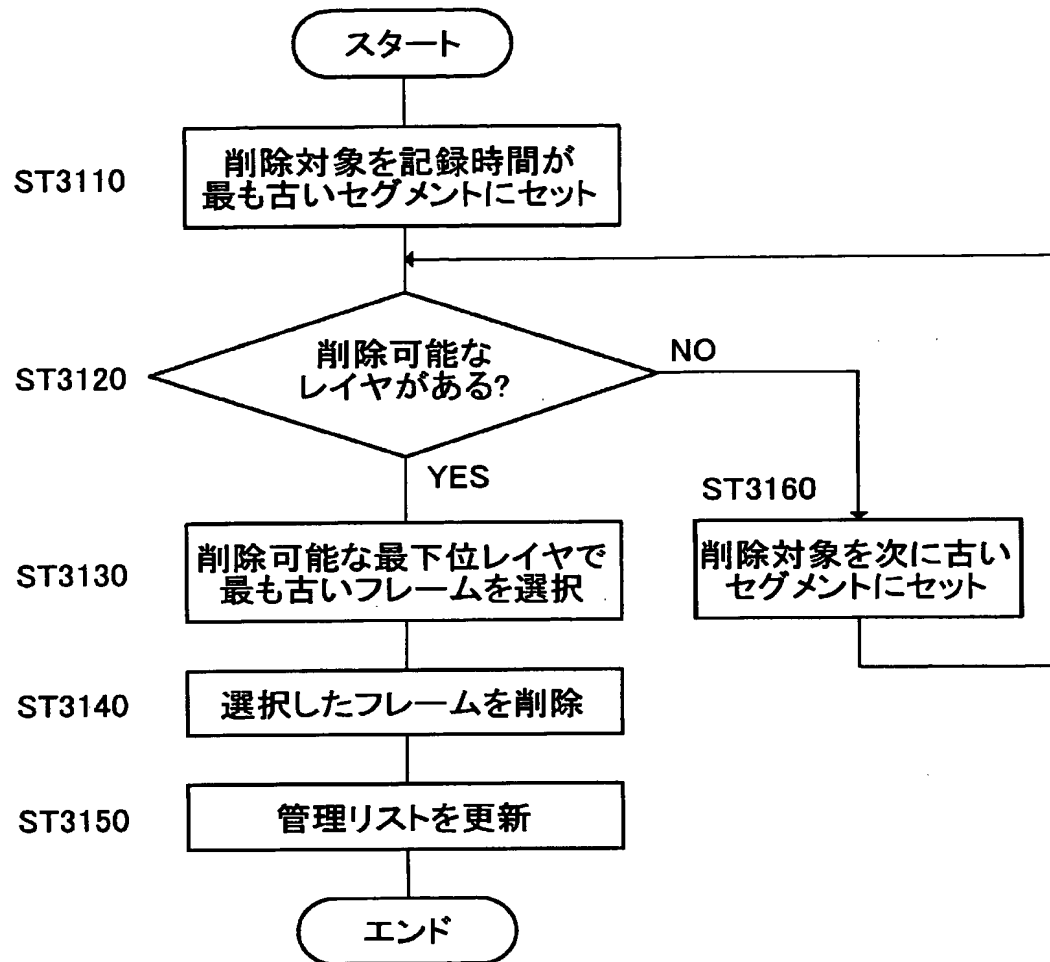 スタート
ST3110
削除対象を記録時間が
最も古いセグメントにセット
ST3120
削除可能な
レイヤがある?
NO
YES
ST3160
削除対象を次に古い
セグメントにセット
ST3130
削除可能な最下位レイヤで
最も古いフレームを選択
ST3140
選択したフレームを削除
ST3150
管理リストを更新
エンド